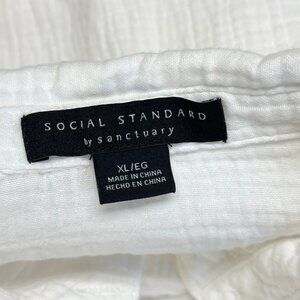 SOCIAL STANDARD
by sanctuary
XL/EG
MADE IN CHINA
HECHO EN CHINA